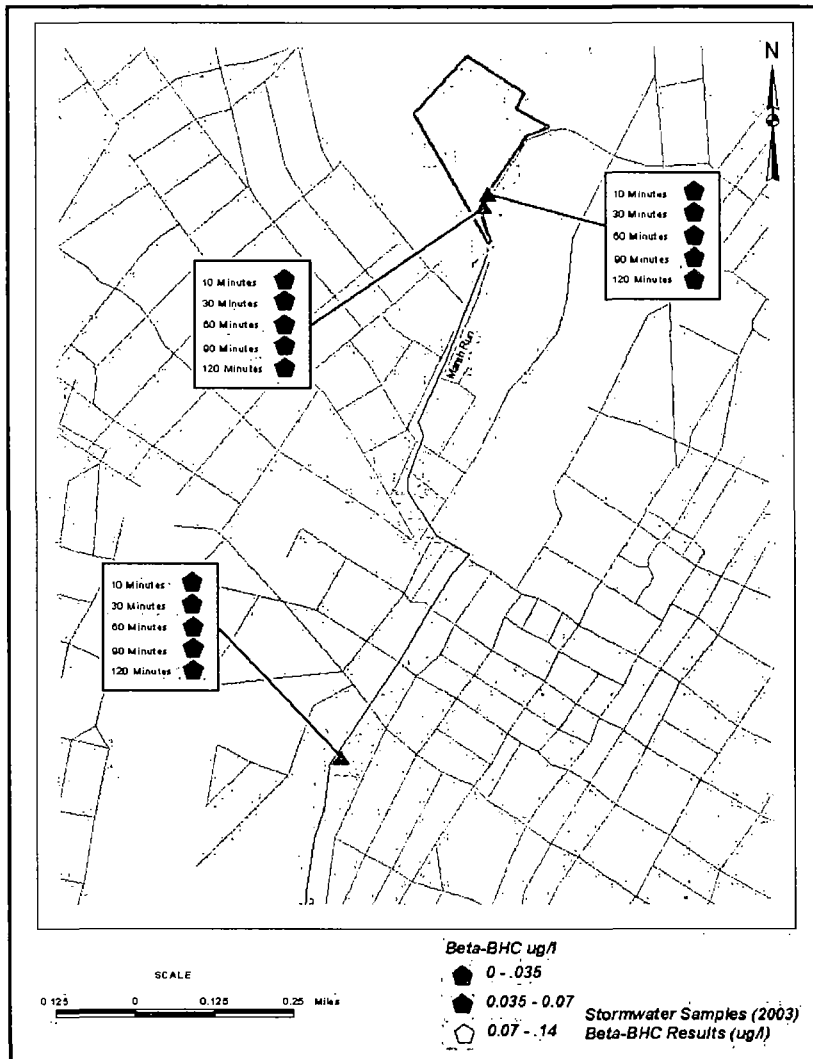 N
10 Minutes
30 Minutes
60 Minutes
90 Minutes
120 Minutes
10 Minutes
30 Minutes
60 Minutes
90 Minutes
120 Minutes
Marsh Run
10 Minutes
30 Minutes
60 Minutes
90 Minutes
120 Minutes
SCALE
0.125 0 0.125 0.25 Miles
Beta-BHC ug/l
0 - .035
0.035 - 0.07
0.07 - .14
Stormwater Samples (2003)
Beta-BHC Results (ug/l)